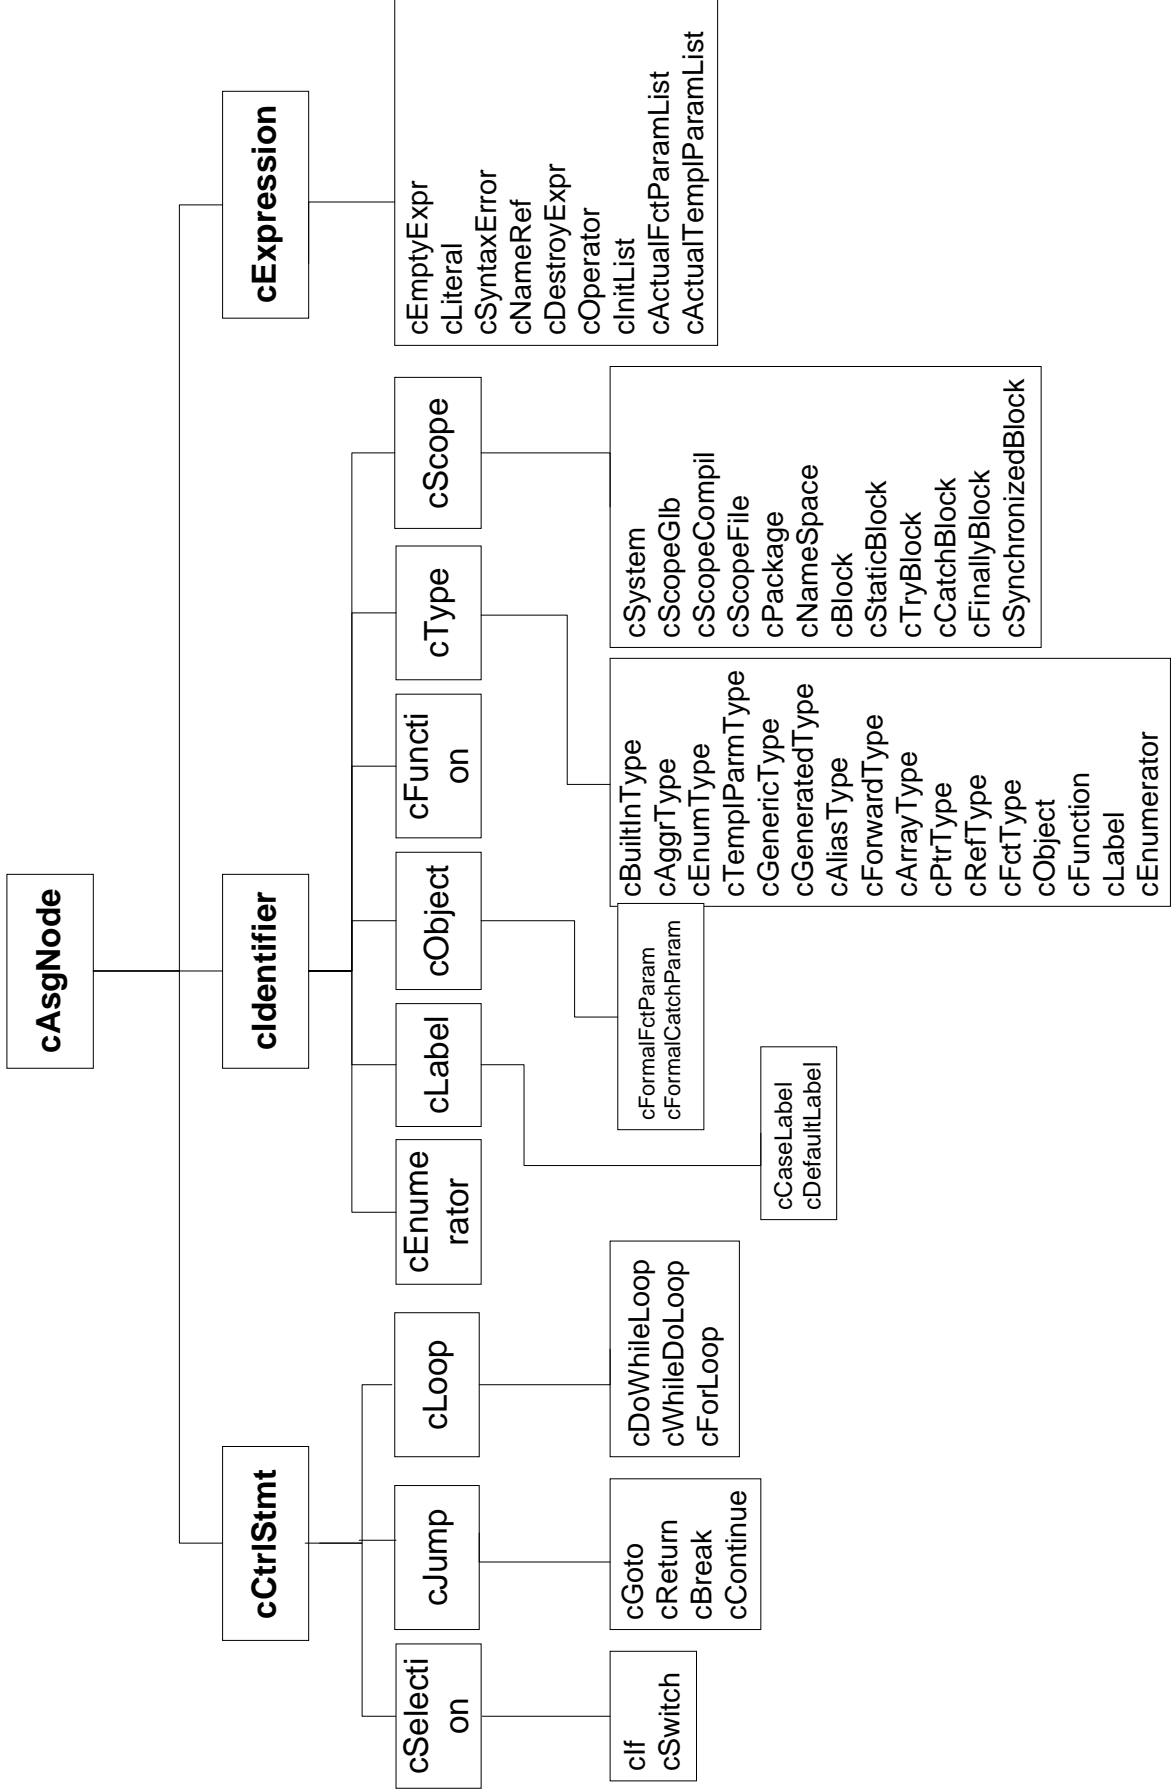 cAsgNode
cCtrlStmt
cIdentifier
cExpression
cSelecti
on
cJump
cLoop
cEnume
rator
cLabel
cObject
cFuncti
on
cType
cScope
cIf
cSwitch
cGoto
cReturn
cBreak
cContinue
cDoWhileLoop
cWhileDoLoop
cForLoop
cCaseLabel
cDefaultLabel
cFormalFctParam
cFormalCatchParam
cBuiltInType
cAggrType
cEnumType
cTemplParmType
cGenericType
cGeneratedType
cAliasType
cForwardType
cArrayType
cPtrType
cRefType
cFctType
cObject
cFunction
cLabel
cEnumerator
cSystem
cScopeGlb
cScopeCompil
cScopeFile
cPackage
cNameSpace
cBlock
cStaticBlock
cTryBlock
cCatchBlock
cFinallyBlock
cSynchronizedBlock
cEmptyExpr
cLiteral
cSyntaxError
cNameRef
cDestroyExpr
cOperator
cInitList
cActualFctParamList
cActualTemplParamList